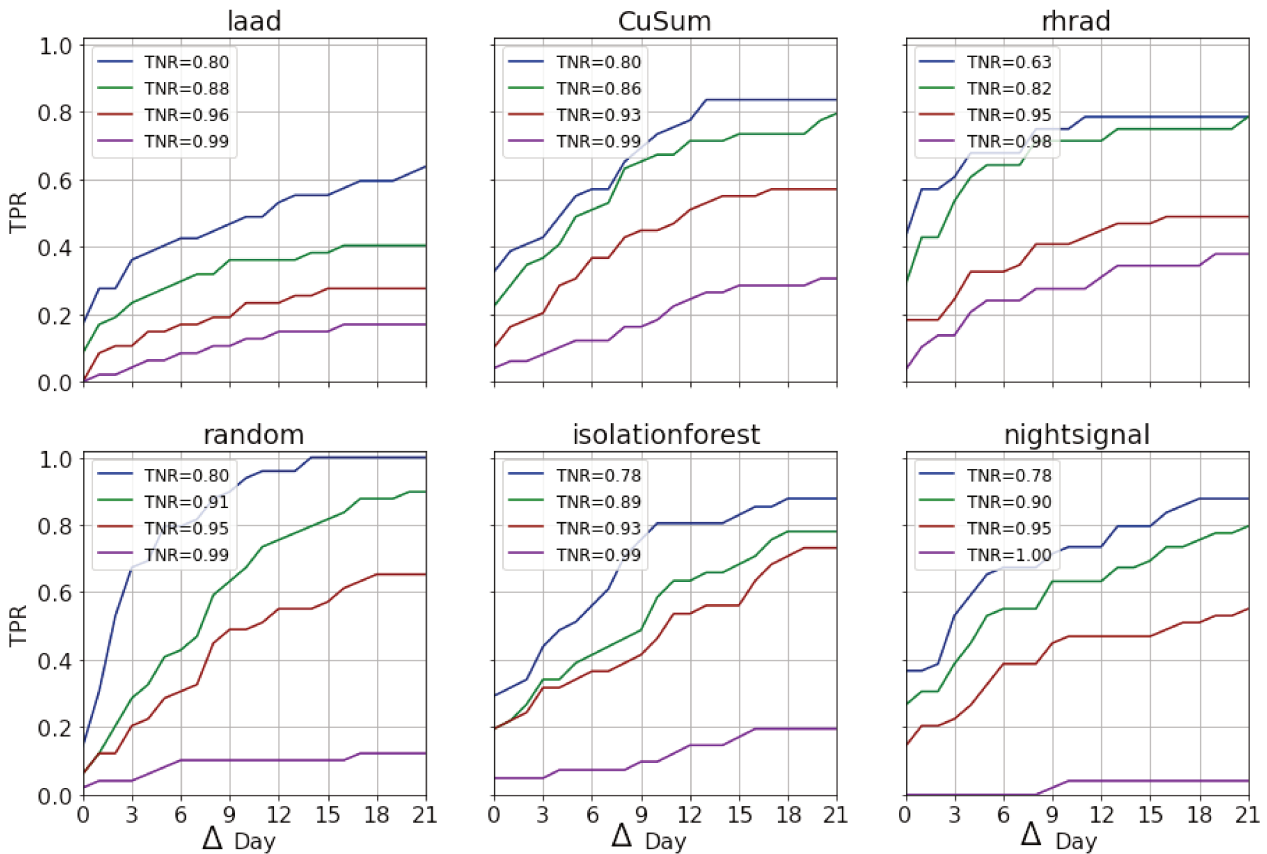 laad
CuSum
rhrad
TNR=0.80
TNR=0.88
TNR=0.96
TNR=0.99
TNR=0.80
TNR=0.86
TNR=0.93
TNR=0.99
TNR=0.63
TNR=0.82
TNR=0.95
TNR=0.98
TPR
1.0
0.8
0.6
0.4
0.2
0.0
random
isolationforest
nightsignal
TNR=0.80
TNR=0.91
TNR=0.95
TNR=0.99
TNR=0.78
TNR=0.89
TNR=0.93
TNR=0.99
TNR=0.78
TNR=0.90
TNR=0.95
TNR=1.00
TPR
1.0
0.8
0.6
0.4
0.2
0.0
0 3 6 9 12 15 18 21
0 3 6 9 12 15 18 21
0 3 6 9 12 15 18 21
Δ Day
Δ Day
Δ Day